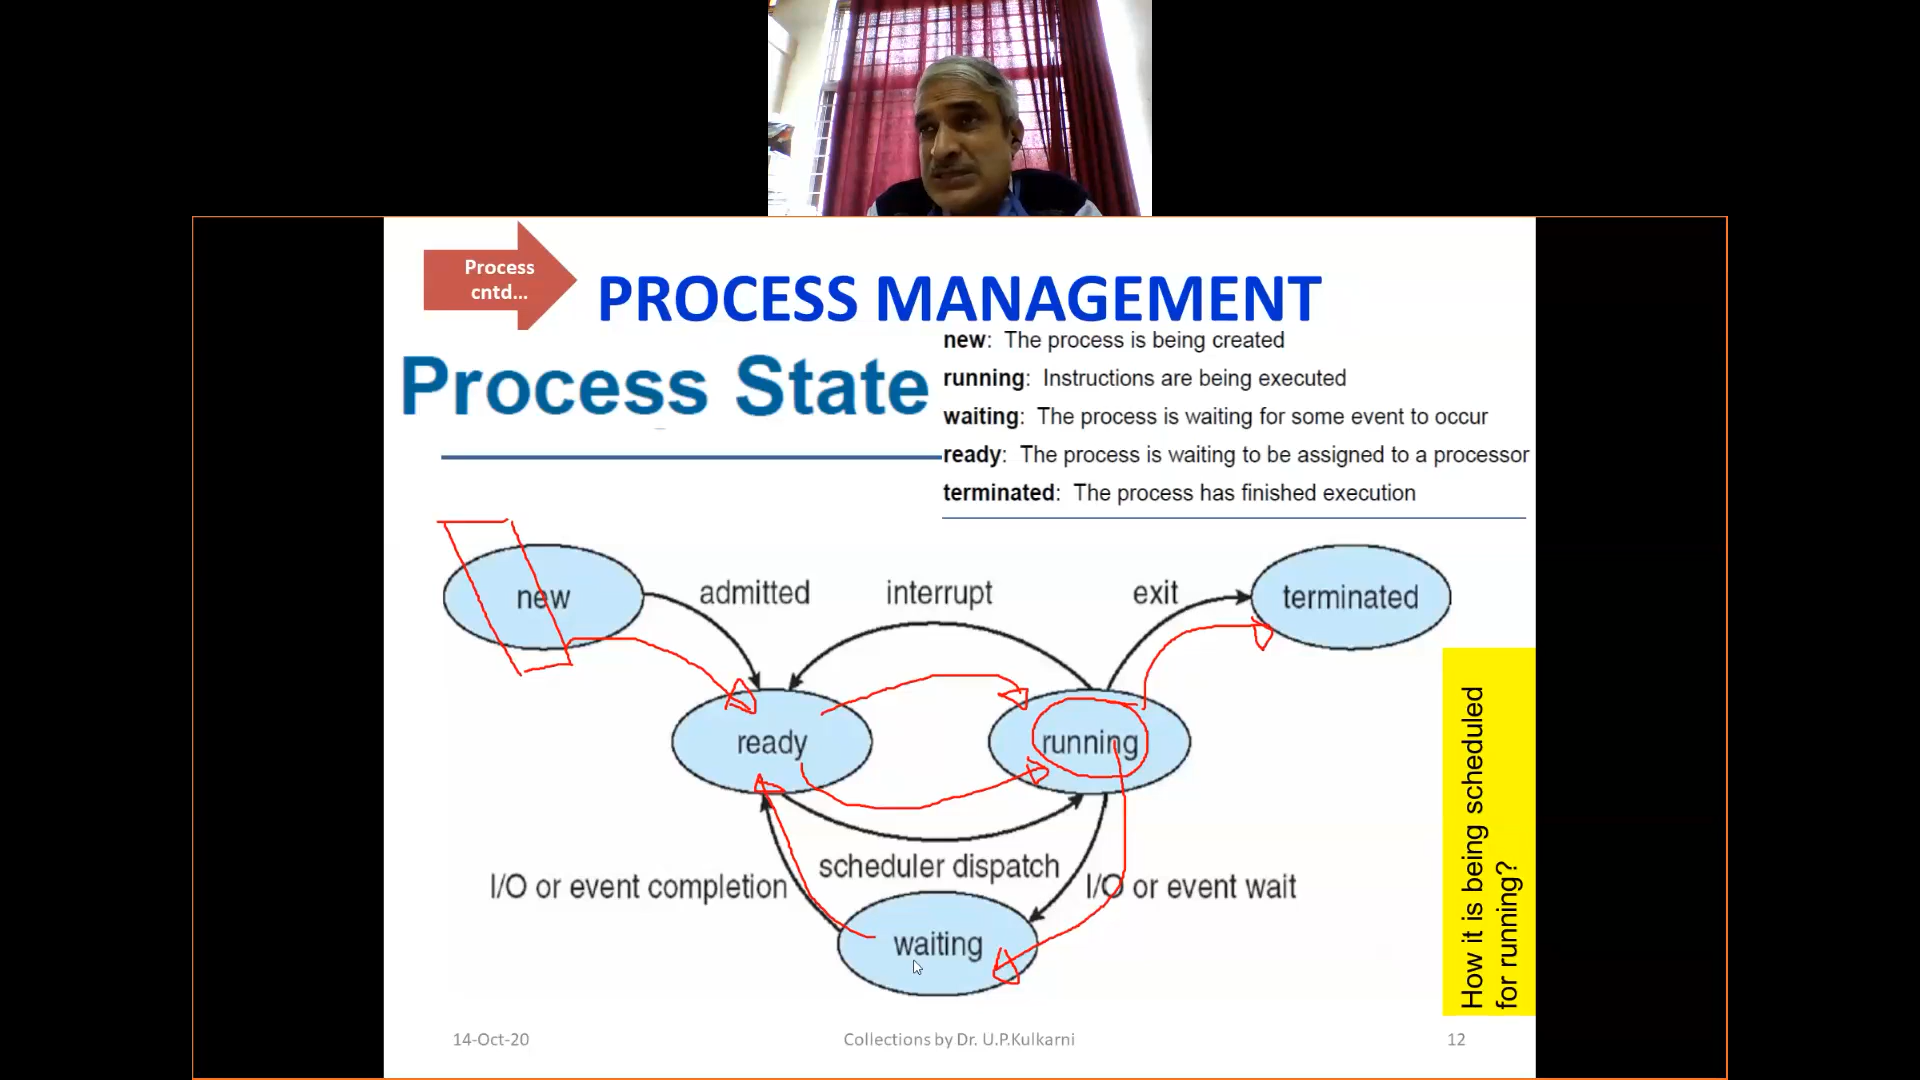 Process
cntd...
PROCESS MANAGEMENT
Process State
new: The process is being created
running: Instructions are being executed
waiting: The process is waiting for some event to occur
ready: The process is waiting to be assigned to a processor
terminated: The process has finished execution
new
admitted
interrupt
exit
terminated
ready
running
I/O or event completion
scheduler dispatch
I/O or event wait
waiting
How it is being scheduled
for running?
14-Oct-20
Collections by Dr. U.P.Kulkarni
12